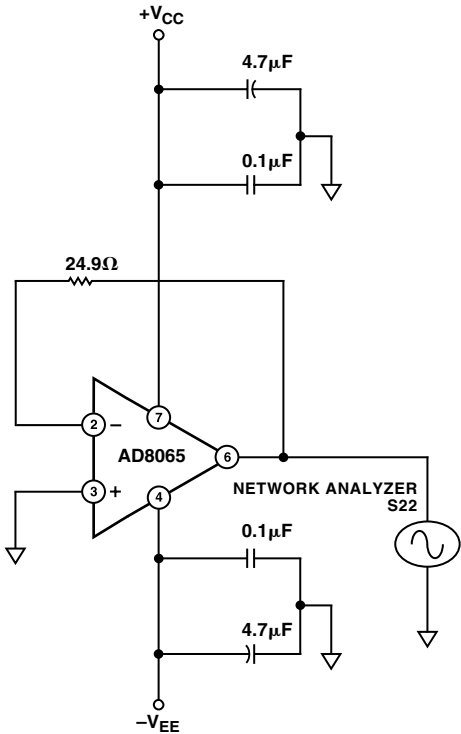 +VCC
4.7µF
0.1µF
24.9Ω
7
2 −
AD8065
6
3 +
4
NETWORK ANALYZER
S22
0.1µF
4.7µF
−VEE